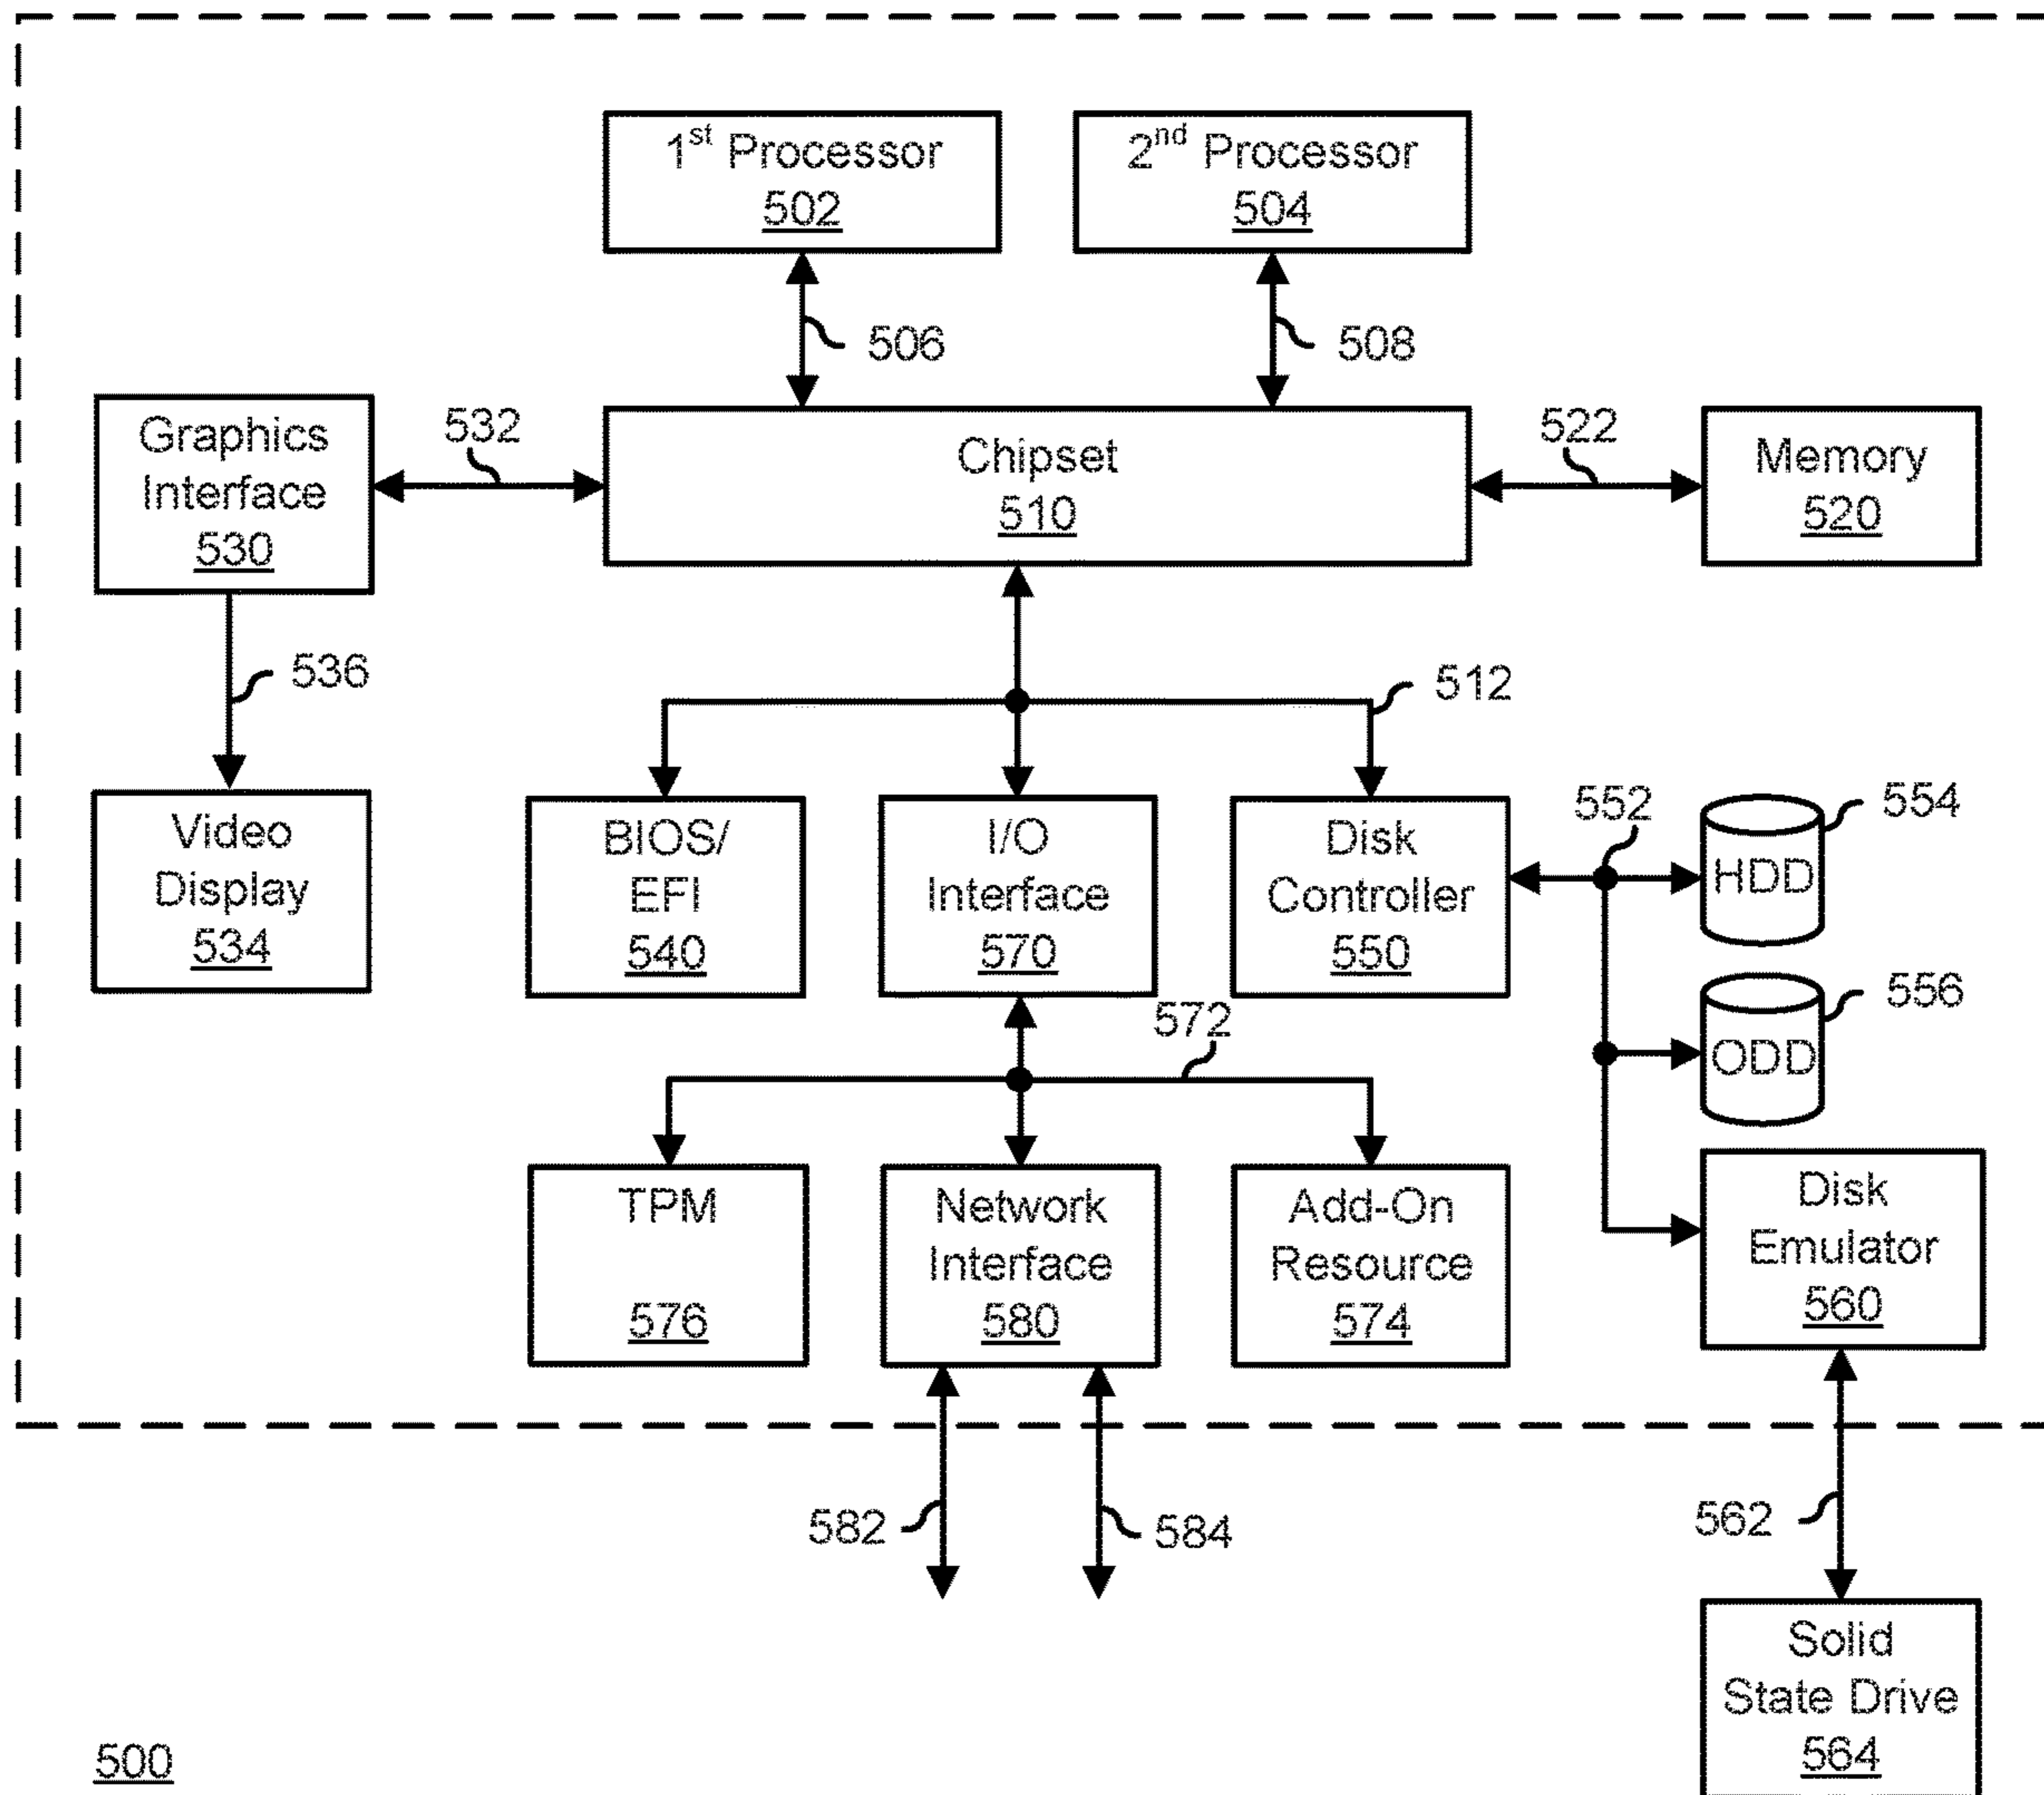 1st Processor
502
2nd Processor
504
506
508
Graphics
Interface
530
532
Chipset
510
522
Memory
520
536
512
Video
Display
534
BIOS/
EFI
540
I/O
Interface
570
Disk
Controller
550
552
HDD
554
ODD
556
572
TPM
576
Network
Interface
580
Add-On
Resource
574
Disk
Emulator
560
582
584
562
Solid
State Drive
564
500